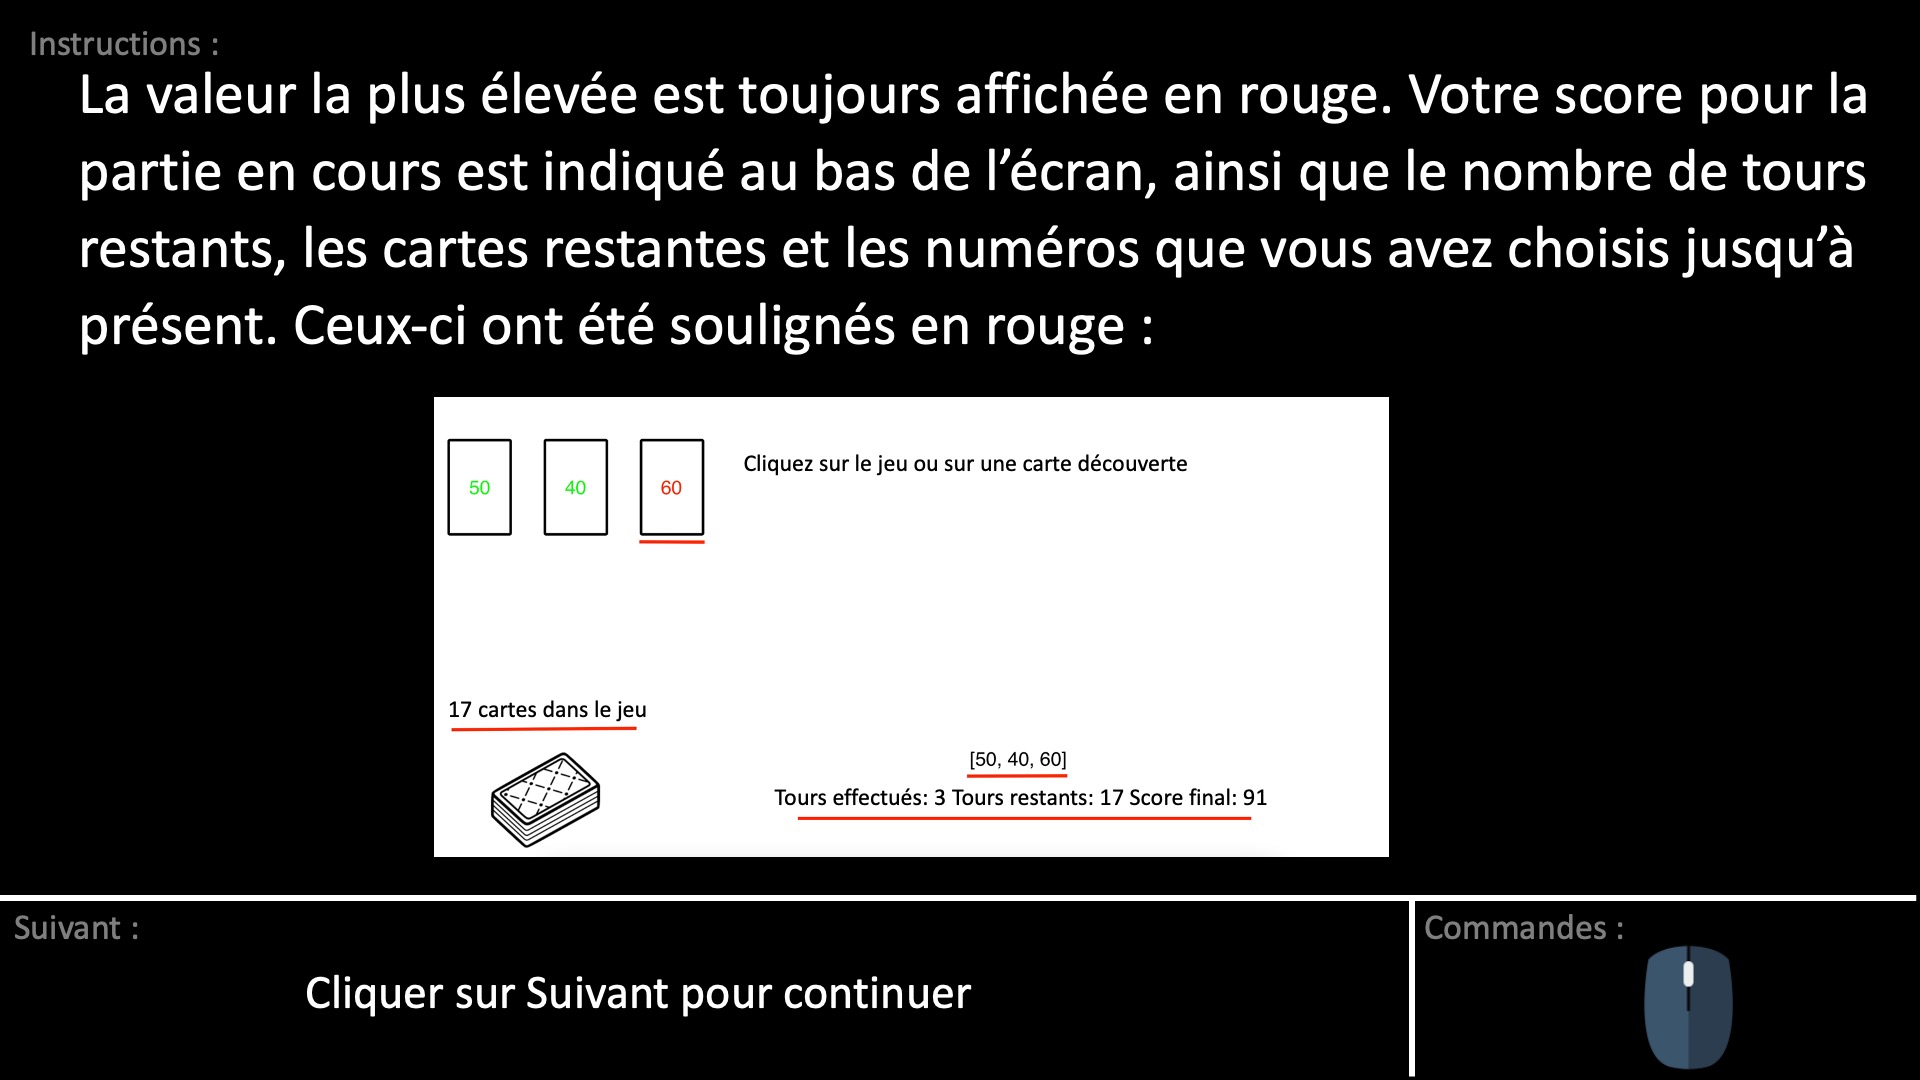 Instructions :
La valeur la plus élevée est toujours affichée en rouge. Votre score pour la
partie en cours est indiqué au bas de l’écran, ainsi que le nombre de tours
restants, les cartes restantes et les numéros que vous avez choisis jusqu’à
présent. Ceux-ci ont été soulignés en rouge :
50 40 60
Cliquez sur le jeu ou sur une carte découverte
17 cartes dans le jeu
[50, 40, 60]
Tours effectués: 3 Tours restants: 17 Score final: 91
Suivant :
Cliquer sur Suivant pour continuer
Commandes :